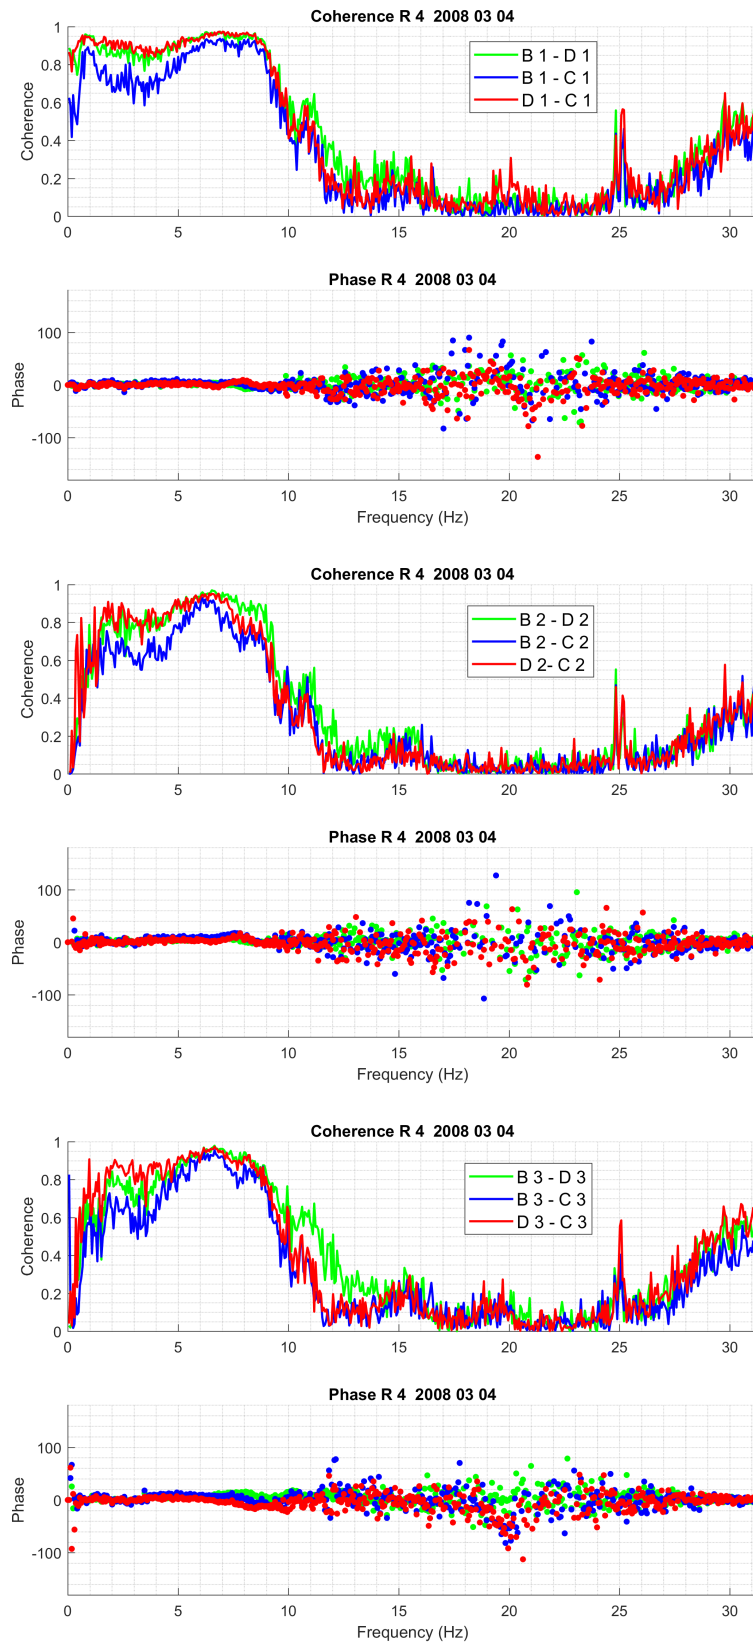 Coherence R 4  2008 03 04
1
0.8
0.6
0.4
0.2
0
Coherence
B 1 - D 1
B 1 - C 1
D 1 - C 1
0 5 10 15 20 25 30
Phase R 4  2008 03 04
100
0
-100
Phase
0 5 10 15 20 25 30
Frequency (Hz)
Coherence R 4  2008 03 04
1
0.8
0.6
0.4
0.2
0
Coherence
B 2 - D 2
B 2 - C 2
D 2- C 2
0 5 10 15 20 25 30
Phase R 4  2008 03 04
100
0
-100
Phase
0 5 10 15 20 25 30
Frequency (Hz)
Coherence R 4  2008 03 04
1
0.8
0.6
0.4
0.2
0
Coherence
B 3 - D 3
B 3 - C 3
D 3 - C 3
0 5 10 15 20 25 30
Phase R 4  2008 03 04
100
0
-100
Phase
0 5 10 15 20 25 30
Frequency (Hz)